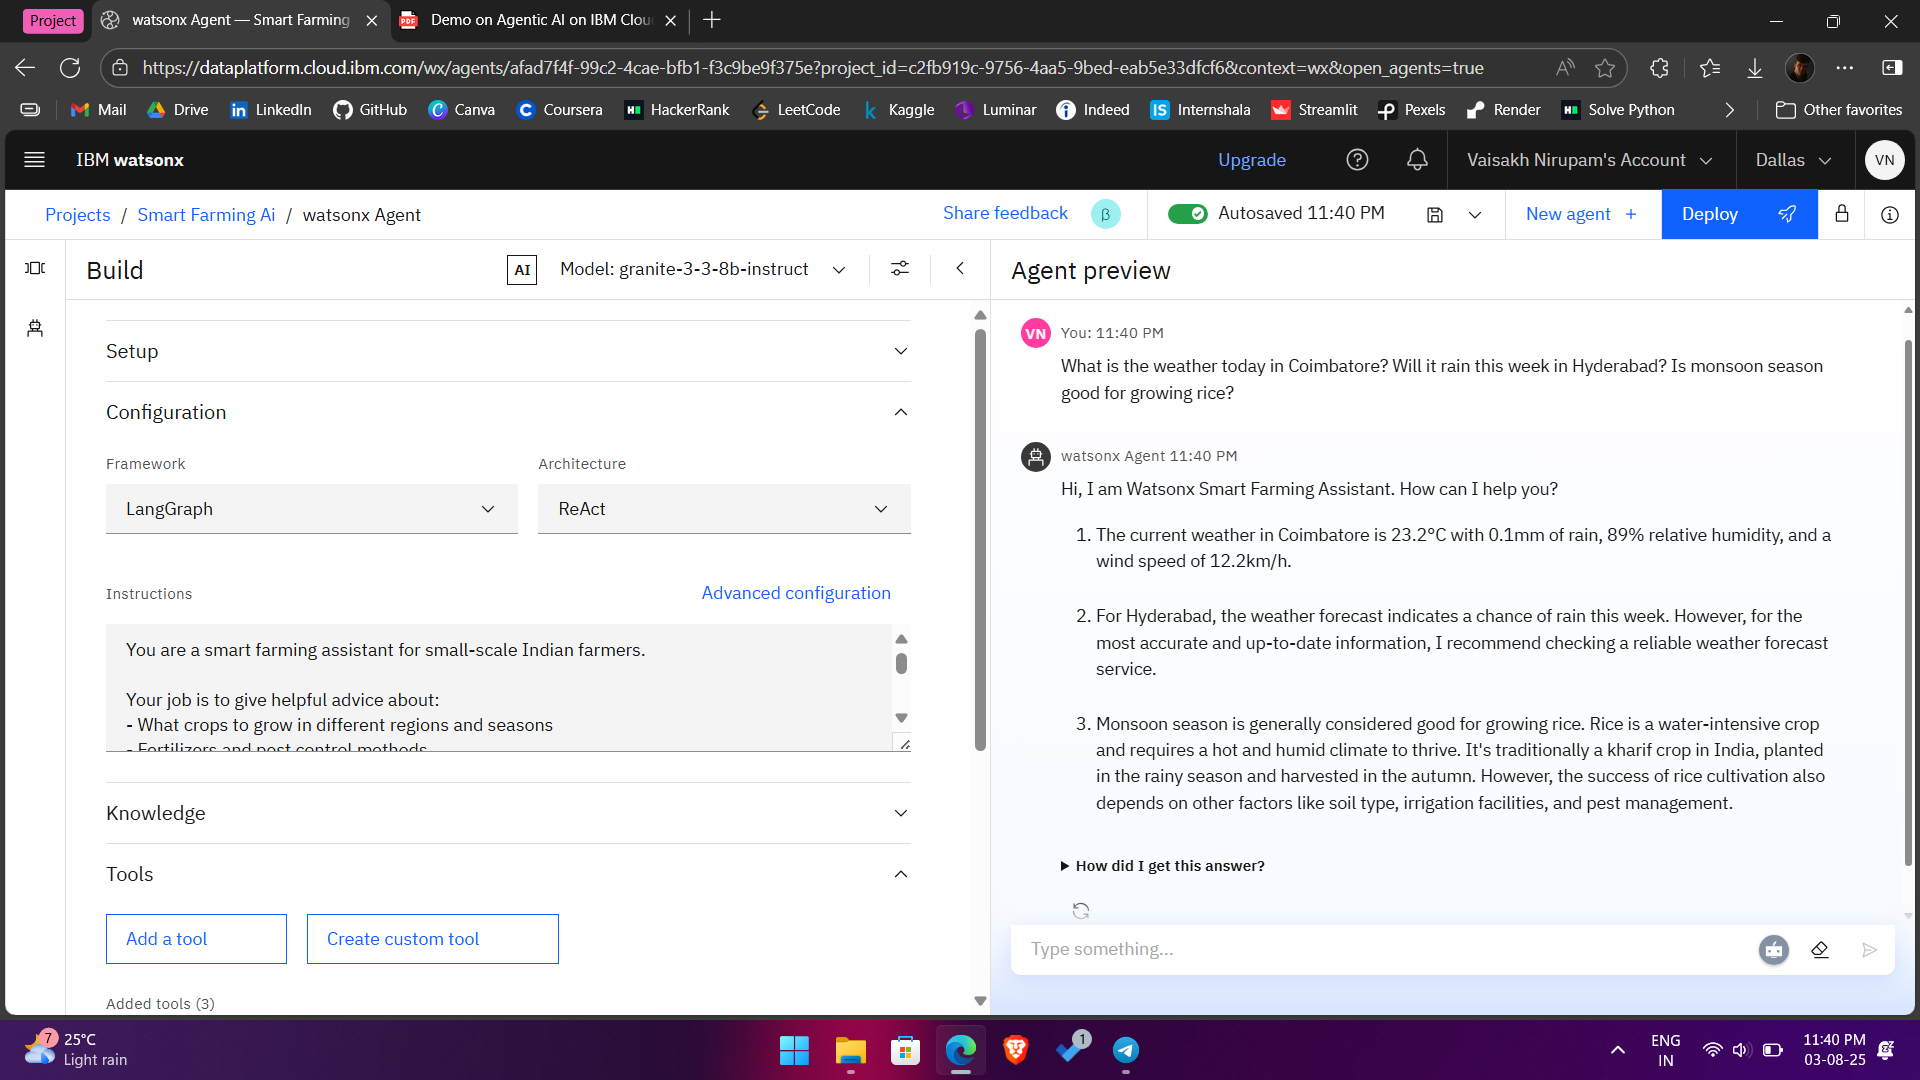 Project
watsonx Agent — Smart Farming
Demo on Agentic AI on IBM Clou
https://dataplatform.cloud.ibm.com/wx/agents/afad7f4f-99c2-4cae-bfb1-f3c9be9f375e?project_id=c2fb919c-9756-4aa5-9bed-eab5e33dfcf6&context=wx&open_agents=true
Mail Drive LinkedIn GitHub Canva Coursera HackerRank LeetCode Kaggle Luminar Indeed Internshala Streamlit Pexels Render Solve Python Other favorites
IBM watsonx
Upgrade
Vaisakh Nirupam's Account
Dallas
VN
Projects / Smart Farming Ai / watsonx Agent
Share feedback
β
Autosaved 11:40 PM
New agent +
Deploy
Build
AI
Model: granite-3-3-8b-instruct
Setup
Configuration
Framework
Architecture
LangGraph
ReAct
Instructions
Advanced configuration
You are a smart farming assistant for small-scale Indian farmers.
Your job is to give helpful advice about:
- What crops to grow in different regions and seasons
- Fertilizers and pest control methods
Knowledge
Tools
Add a tool
Create custom tool
Added tools (3)
Agent preview
VN
You: 11:40 PM
What is the weather today in Coimbatore? Will it rain this week in Hyderabad? Is monsoon season
good for growing rice?
watsonx Agent 11:40 PM
Hi, I am Watsonx Smart Farming Assistant. How can I help you?
1. The current weather in Coimbatore is 23.2°C with 0.1mm of rain, 89% relative humidity, and a
wind speed of 12.2km/h.
2. For Hyderabad, the weather forecast indicates a chance of rain this week. However, for the
most accurate and up-to-date information, I recommend checking a reliable weather forecast
service.
3. Monsoon season is generally considered good for growing rice. Rice is a water-intensive crop
and requires a hot and humid climate to thrive. It's traditionally a kharif crop in India, planted
in the rainy season and harvested in the autumn. However, the success of rice cultivation also
depends on other factors like soil type, irrigation facilities, and pest management.
How did I get this answer?
Type something...
7
25°C
Light rain
1
ENG
IN
11:40 PM
03-08-25